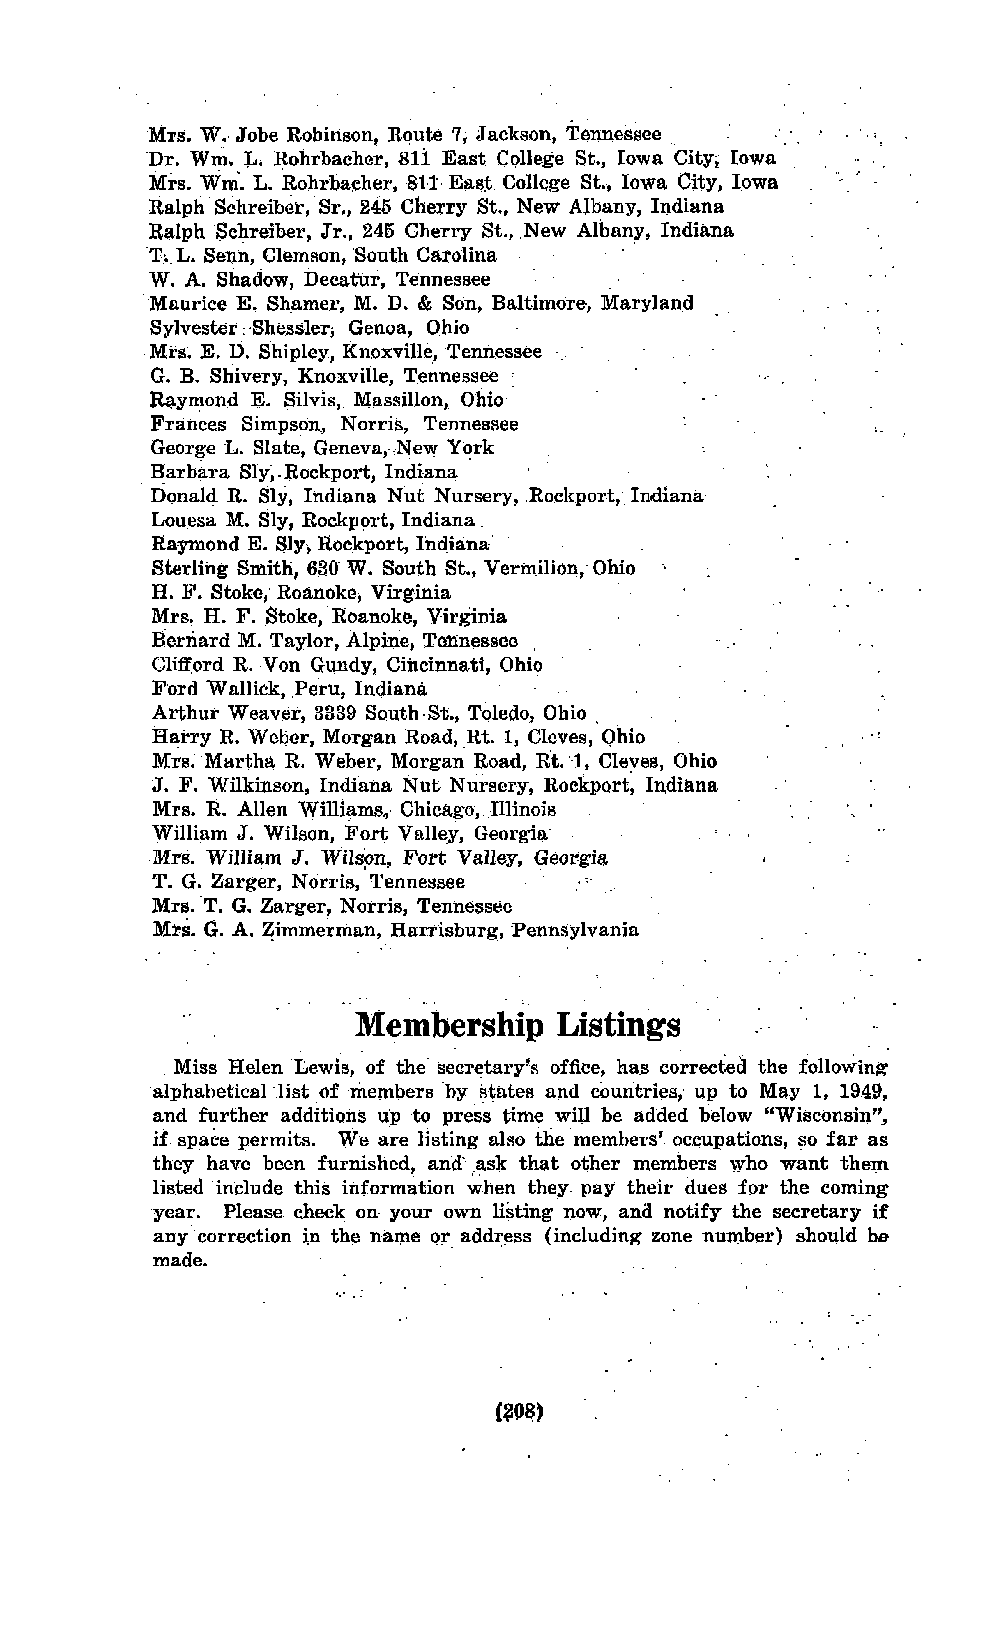 Mrs. W. Jobe Robinson, Route 7, Jackson, Tennessee
Dr. Wm. L. Rohrbacher, 811 East College St., Iowa City, Iowa
Mrs. Wm. L. Rohrbacher, 811 East College St., Iowa City, Iowa
Ralph Schreiber, Sr., 245 Cherry St., New Albany, Indiana
Ralph Schreiber, Jr., 245 Cherry St., New Albany, Indiana
T. L. Senn, Clemson, South Carolina
W. A. Shadow, Decatur, Tennessee
Maurice E. Shamer, M. D. & Son, Baltimore, Maryland
Sylvester Shessler, Genoa, Ohio
Mrs. E. D. Shipley, Knoxville, Tennessee
G. B. Shivery, Knoxville, Tennessee
Raymond E. Silvis, Massillon, Ohio
Frances Simpson, Norris, Tennessee
George L. Slate, Geneva, New York
Barbara Sly, Rockport, Indiana
Donald R. Sly, Indiana Nut Nursery, Rockport, Indiana
Louesa M. Sly, Rockport, Indiana
Raymond E. Sly, Rockport, Indiana
Sterling Smith, 630 W. South St., Vermilion, Ohio
H. F. Stoke, Roanoke, Virginia
Mrs. H. F. Stoke, Roanoke, Virginia
Bernard M. Taylor, Alpine, Tennessee
Clifford R. Von Gundy, Cincinnati, Ohio
Ford Wallick, Peru, Indiana
Arthur Weaver, 3339 South St., Toledo, Ohio
Harry R. Weber, Morgan Road, Rt. 1, Cleves, Ohio
Mrs. Martha R. Weber, Morgan Road, Rt. 1, Cleves, Ohio
J. F. Wilkinson, Indiana Nut Nursery, Rockport, Indiana
Mrs. R. Allen Williams, Chicago, Illinois
William J. Wilson, Fort Valley, Georgia
Mrs. William J. Wilson, Fort Valley, Georgia
T. G. Zarger, Norris, Tennessee
Mrs. T. G. Zarger, Norris, Tennessee
Mrs. G. A. Zimmerman, Harrisburg, Pennsylvania
Membership Listings
Miss Helen Lewis, of the secretary's office, has corrected the following
alphabetical list of members by states and countries, up to May 1, 1949,
and further additions up to press time will be added below "Wisconsin",
if space permits. We are listing also the members' occupations, so far as
they have been furnished, and ask that other members who want them
listed include this information when they pay their dues for the coming
year. Please check on your own listing now, and notify the secretary if
any correction in the name or address (including zone number) should be
made.
(208)